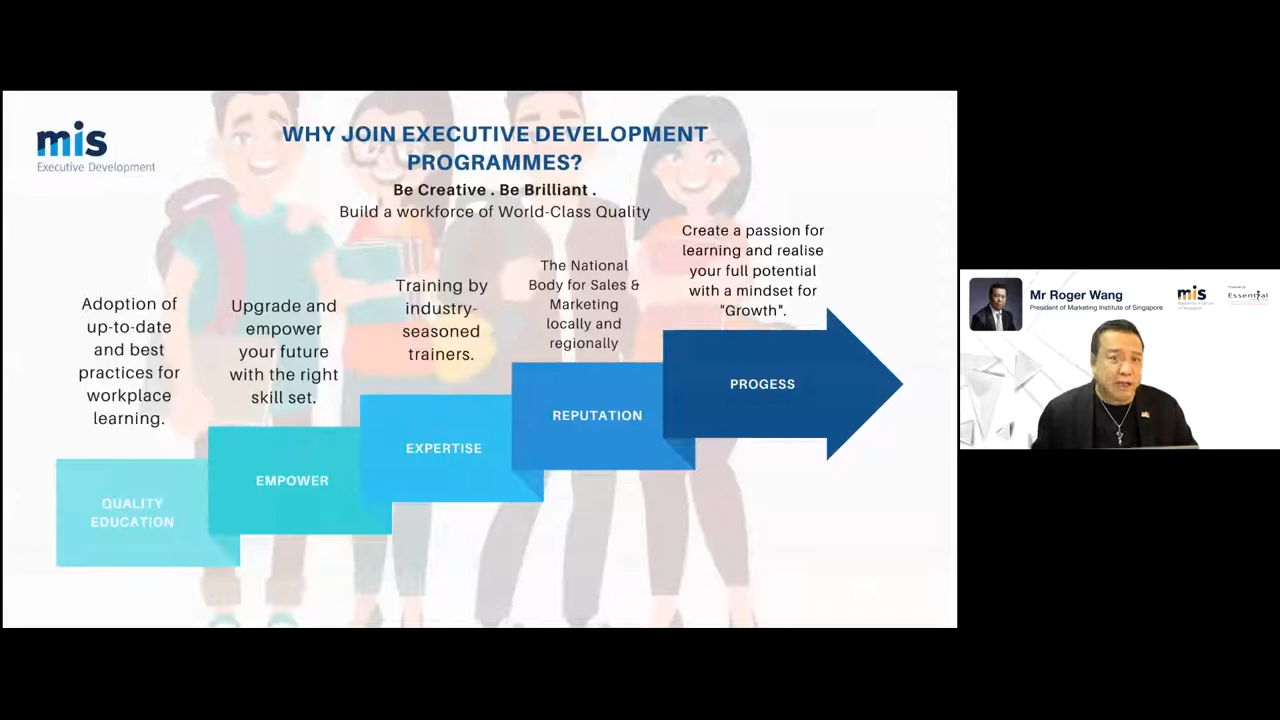 mis
Executive Development
WHY JOIN EXECUTIVE DEVELOPMENT
PROGRAMMES?
Be Creative . Be Brilliant .
Build a workforce of World-Class Quality
Adoption of
up-to-date
and best
practices for
workplace
learning.
Upgrade and
empower
your future
with the right
skill set.
Training by
industry-
seasoned
trainers.
The National
Body for Sales &
Marketing
locally and
regionally
Create a passion for
learning and realise
your full potential
with a mindset for
"Growth".
QUALITY
EDUCATION
EMPOWER
EXPERTISE
REPUTATION
PROGESS
Mr Roger Wang
President of Marketing Institute of Singapore
mis
Essential